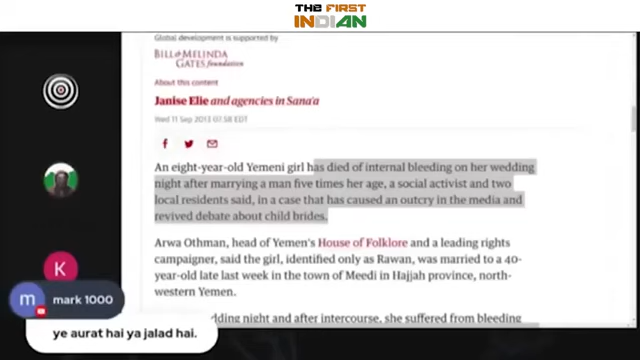 THE FIRST
INDIAN
Global development is supported by
BILL & MELINDA
GATES foundation
About this content
Janise Elie and agencies in Sana'a
Wed 11 Sep 2013 07.58 EDT
An eight-year-old Yemeni girl has died of internal bleeding on her wedding
night after marrying a man five times her age, a social activist and two
local residents said, in a case that has caused an outcry in the media and
revived debate about child brides.
Arwa Othman, head of Yemen's House of Folklore and a leading rights
campaigner, said the girl, identified only as Rawan, was married to a 40-
year-old late last week in the town of Meedi in Hajjah province, north-
western Yemen.
K
m mark 1000
wedding night and after intercourse, she suffered from bleeding
ye aurat hai ya jalad hai.